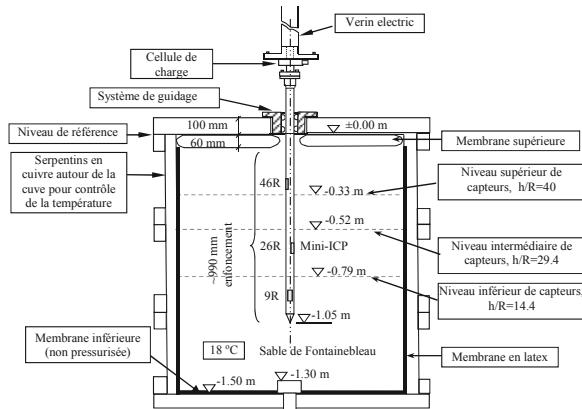 Verin electric
Cellule de
charge
Système de guidage
100 mm
±0.00 m
Niveau de référence
60 mm
Membrane supérieure
Serpentins en
cuivre autour de la
cuve pour contrôle
de la température
46R
-0.33 m
Niveau supérieur de
capteurs, h/R=40
-0.52 m
~990 mm
enfoncement
26R
Mini-ICP
Niveau intermédiaire de
capteurs, h/R=29.4
-0.79 m
9R
Niveau inférieur de capteurs,
h/R=14.4
-1.05 m
Membrane inférieure
(non pressurisée)
18 °C
Sable de Fontainebleau
Membrane en latex
-1.30 m
-1.50 m